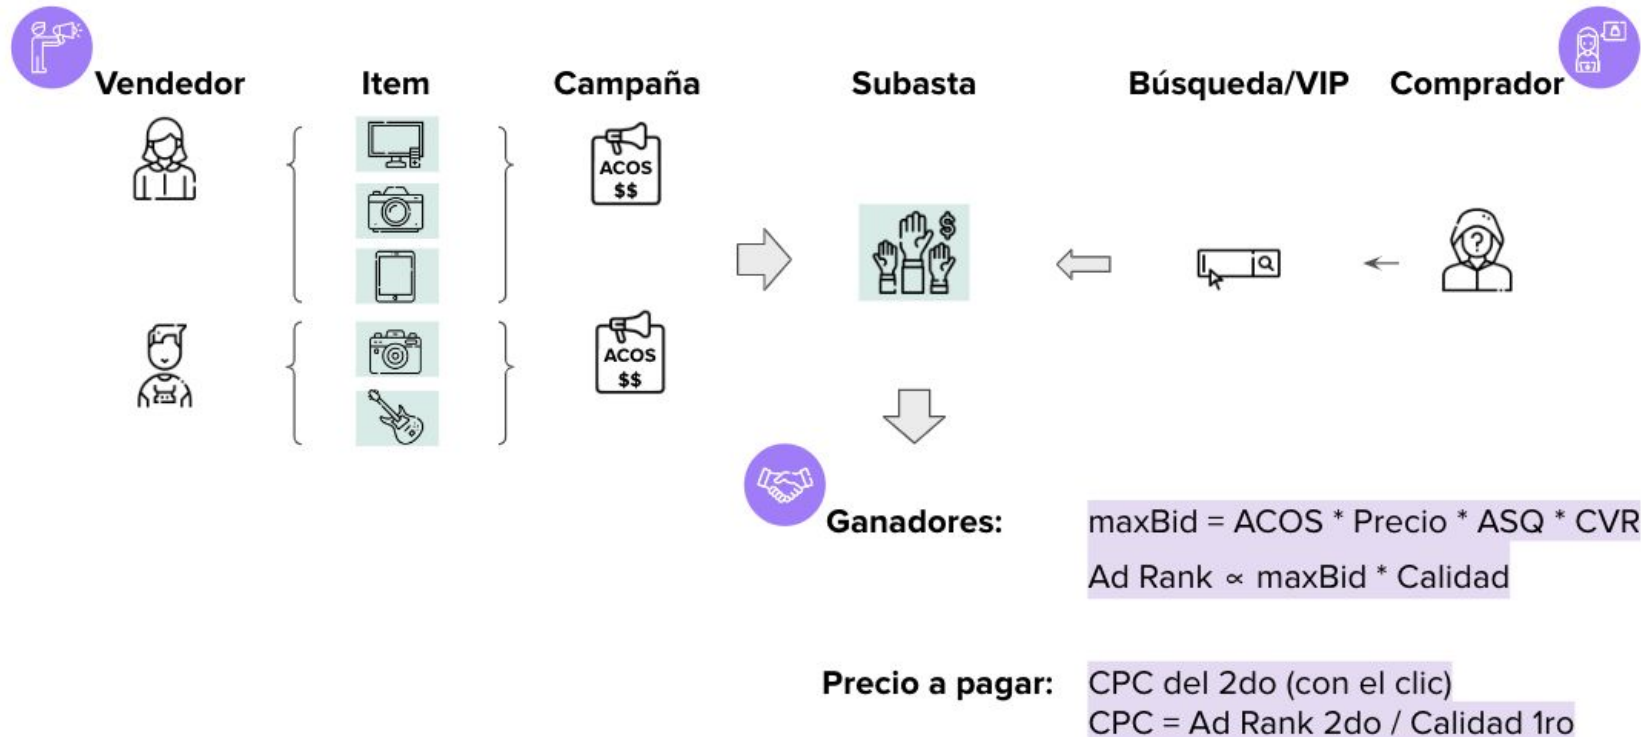 Vendedor
Item
Campaña
Subasta
Búsqueda/VIP
Comprador
ACOS
$$
$
?
ACOS
$$
Ganadores:
maxBid = ACOS * Precio * ASQ * CVR
Ad Rank ∝ maxBid * Calidad
Precio a pagar:
CPC del 2do (con el clic)
CPC = Ad Rank 2do / Calidad 1ro